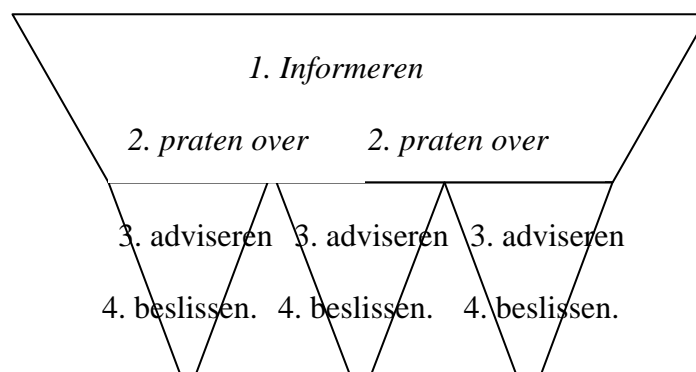 1. Informeren
2. praten over 2. praten over
3. adviseren 3. adviseren 3. adviseren
4. beslissen. 4. beslissen. 4. beslissen.